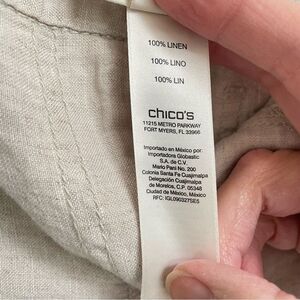 100% LINEN
100% LINO
100% LIN
chico's
11215 METRO PARKWAY
FORT MYERS, FL 33966
Importado en México por:
Importadora Globastic
S.A. de C.V.
Mario Pani No. 200
Colonia Santa Fe Cuajimalpa
Delegación Cuajimalpa
de Morelos, C.P. 05348
Ciudad de México, México
RFC: IGL090327SE5